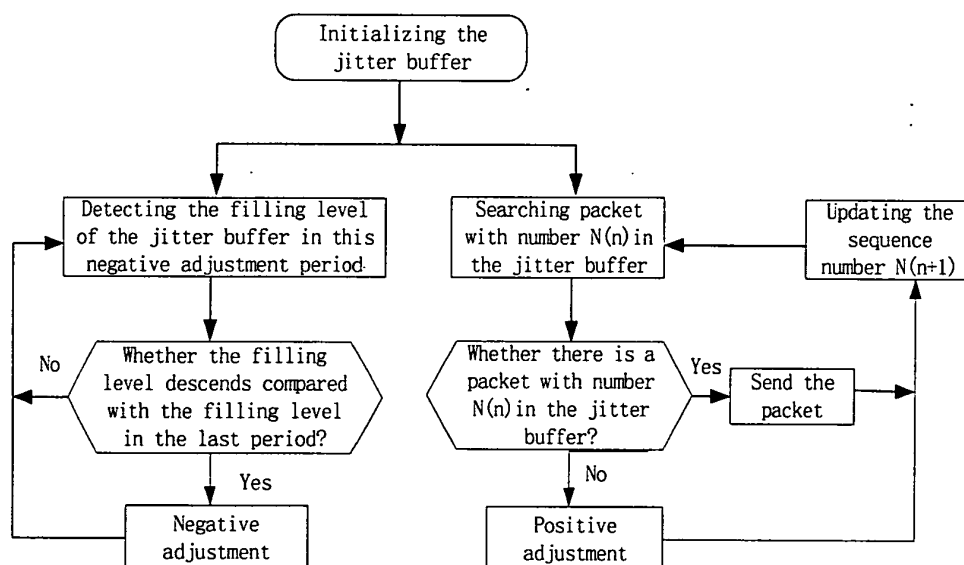 Initializing the
jitter buffer
Detecting the filling level
of the jitter buffer in this
negative adjustment period.
Searching packet
with number N(n)in
the jitter buffer
Updating the
sequence
number N(n+1)
No
Whether the filling
level descends compared
with the filling level
in the last period?
Whether there is a
packet with number
N(n)in the jitter
buffer?
Yes
Send the
packet
Yes
No
Negative
adjustment
Positive
adjustment